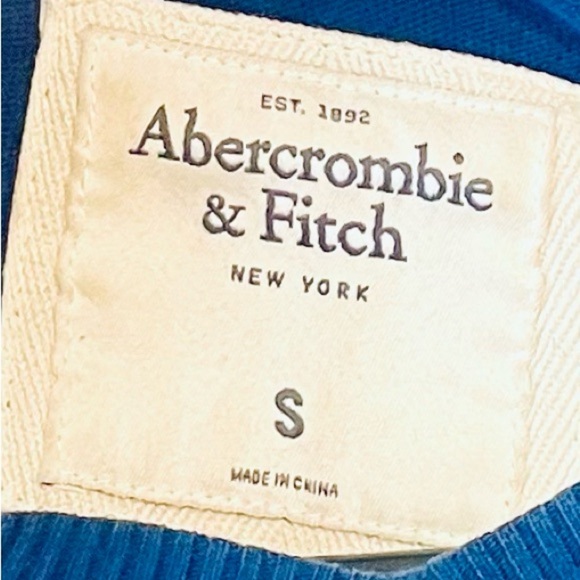 EST. 1892
Abercrombie
& Fitch
NEW YORK
S
MADE IN CHINA